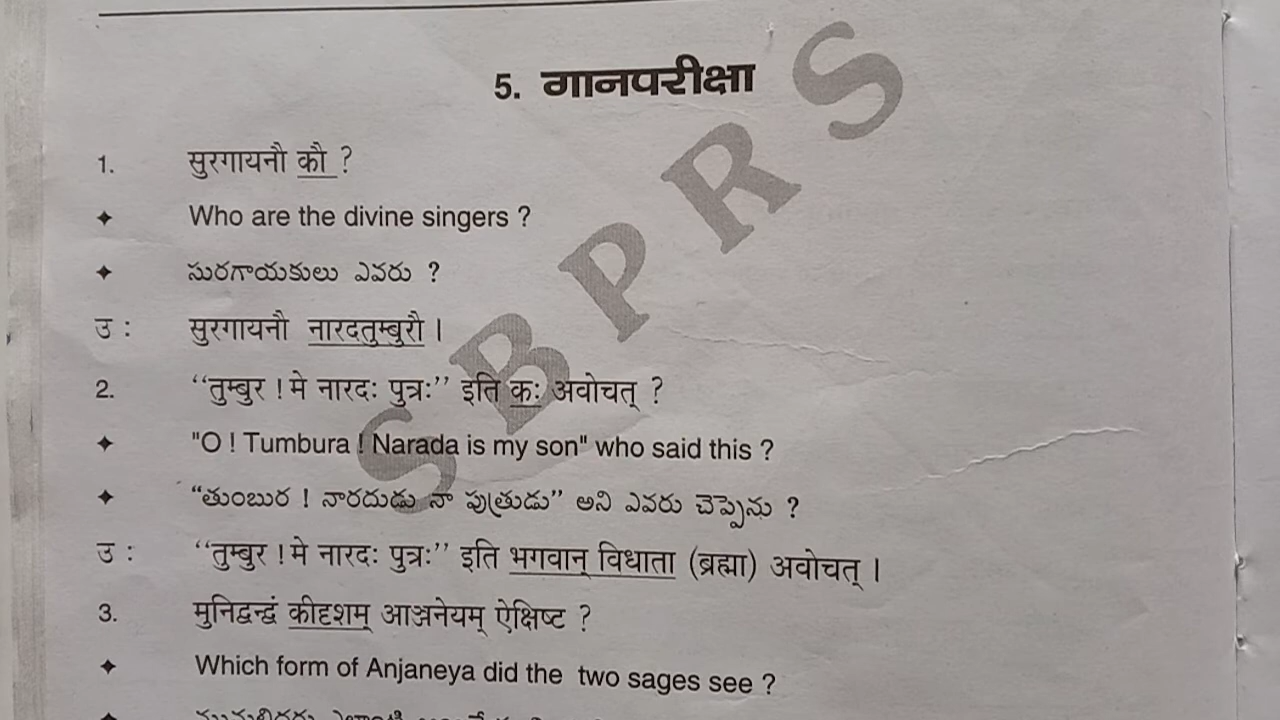 5. गानपरीक्षा
1. सुरगायनौ कौ ?
✦ Who are the divine singers ?
✦ సురగాయకులు ఎవరు ?
उ : सुरगायनौ नारदतुम्बुरौ ।
2. ‘‘तुम्बुर ! मे नारदः पुत्रः’’ इति कः अवोचत् ?
✦ "O ! Tumbura ! Narada is my son" who said this ?
✦ “తుంబుర ! నారదుడు నా పుత్రుడు” అని ఎవరు చెప్పెను ?
उ : ‘‘तुम्बुर ! मे नारदः पुत्रः’’ इति भगवान् विधाता (ब्रह्मा) अवोचत् ।
3. मुनिद्वन्द्वं कीदृशम् आञ्जनेयम् ऐक्षिष्ट ?
✦ Which form of Anjaneya did the two sages see ?
SBPRS